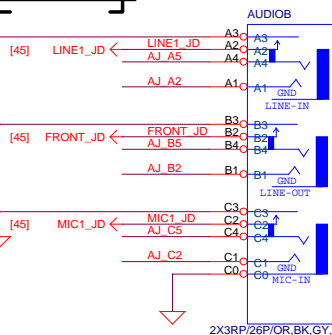 AUDIOB
A3 A3
[45] LINE1_JD LINE1_JD A2 A2
AJ_A5 A4 A4
AJ_A2 A1 A1
GND
LINE-IN
B3 B3
[45] FRONT_JD FRONT_JD B2 B2
AJ_B5 B4 B4
AJ_B2 B1 B1
GND
LINE-OUT
C3 C3
[45] MIC1_JD MIC1_JD C2 C2
AJ_C5 C4 C4
AJ_C2 C1 C1
GND
C0 C0
MIC-IN
2X3RP/26P/OR,BK,GY,